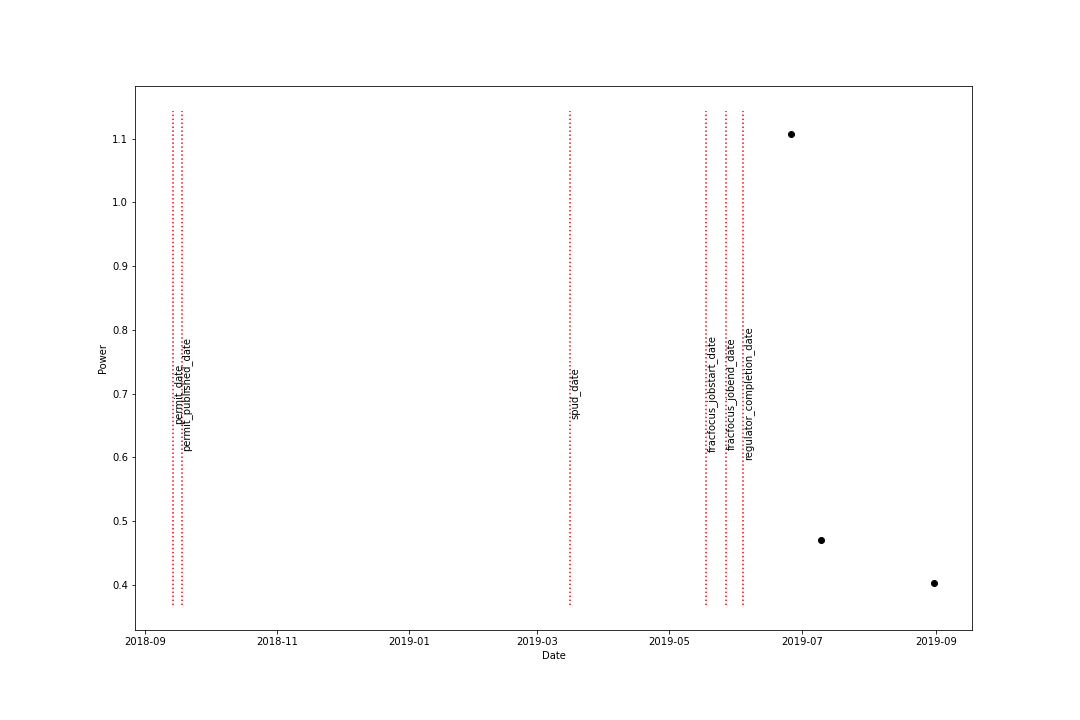 1.1
1.0
0.9
0.8
0.7
0.6
0.5
0.4
Power
permit_date
permit_published_date
spud_date
fracfocus_jobstart_date
fracfocus_jobend_date
regulator_completion_date
2018-09
2018-11
2019-01
2019-03
2019-05
2019-07
2019-09
Date